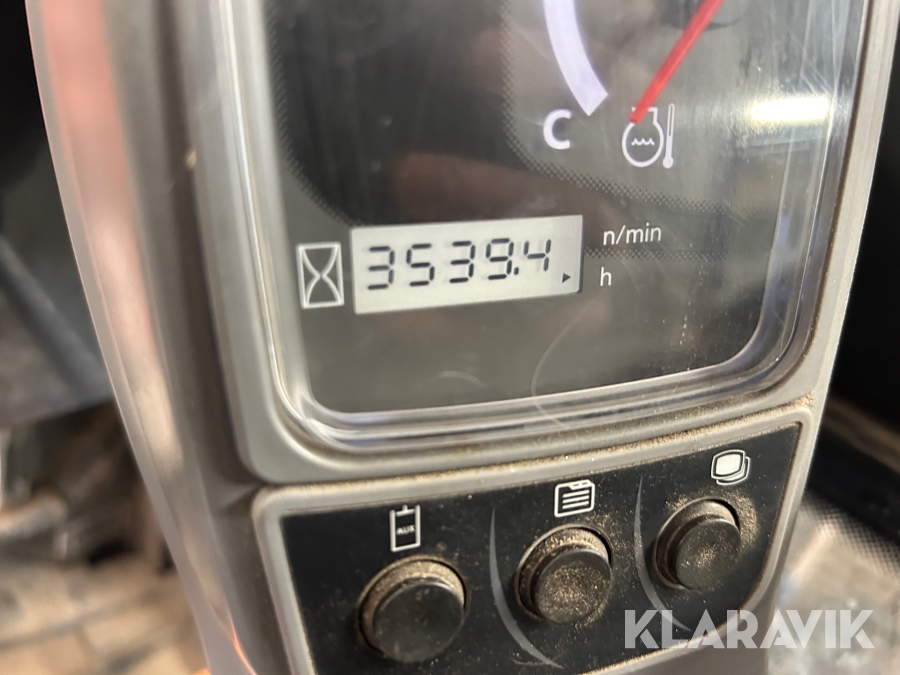 C
3539.4
n/min
h
AUX
KLARAVIK